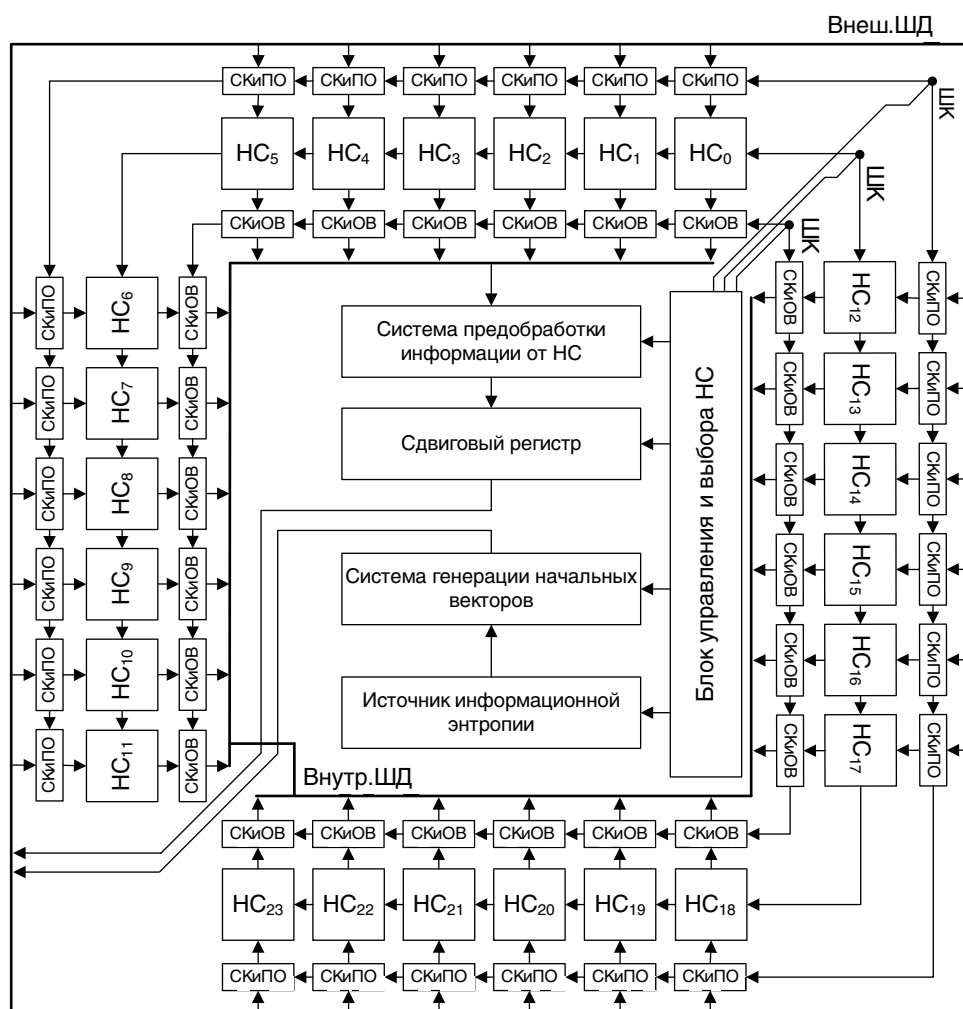 Внеш.ШД
СКиПО СКиПО СКиПО СКиПО СКиПО СКиПО
ШК
НС5 НС4 НС3 НС2 НС1 НС0
ШК
СКиОВ СКиОВ СКиОВ СКиОВ СКиОВ СКиОВ
ШК
СКиПО НС6 СКиОВ
СКиПО НС7 СКиОВ
СКиПО НС8 СКиОВ
СКиПО НС9 СКиОВ
СКиПО НС10 СКиОВ
СКиПО НС11 СКиОВ
Система предобработки
информации от НС
Сдвиговый регистр
Система генерации начальных
векторов
Источник информационной
энтропии
Блок управления и выбора НС
СКиОВ НС12 СКиПО
СКиОВ НС13 СКиПО
СКиОВ НС14 СКиПО
СКиОВ НС15 СКиПО
СКиОВ НС16 СКиПО
СКиОВ НС17 СКиПО
Внутр.ШД
СКиОВ СКиОВ СКиОВ СКиОВ СКиОВ СКиОВ
НС23 НС22 НС21 НС20 НС19 НС18
СКиПО СКиПО СКиПО СКиПО СКиПО СКиПО